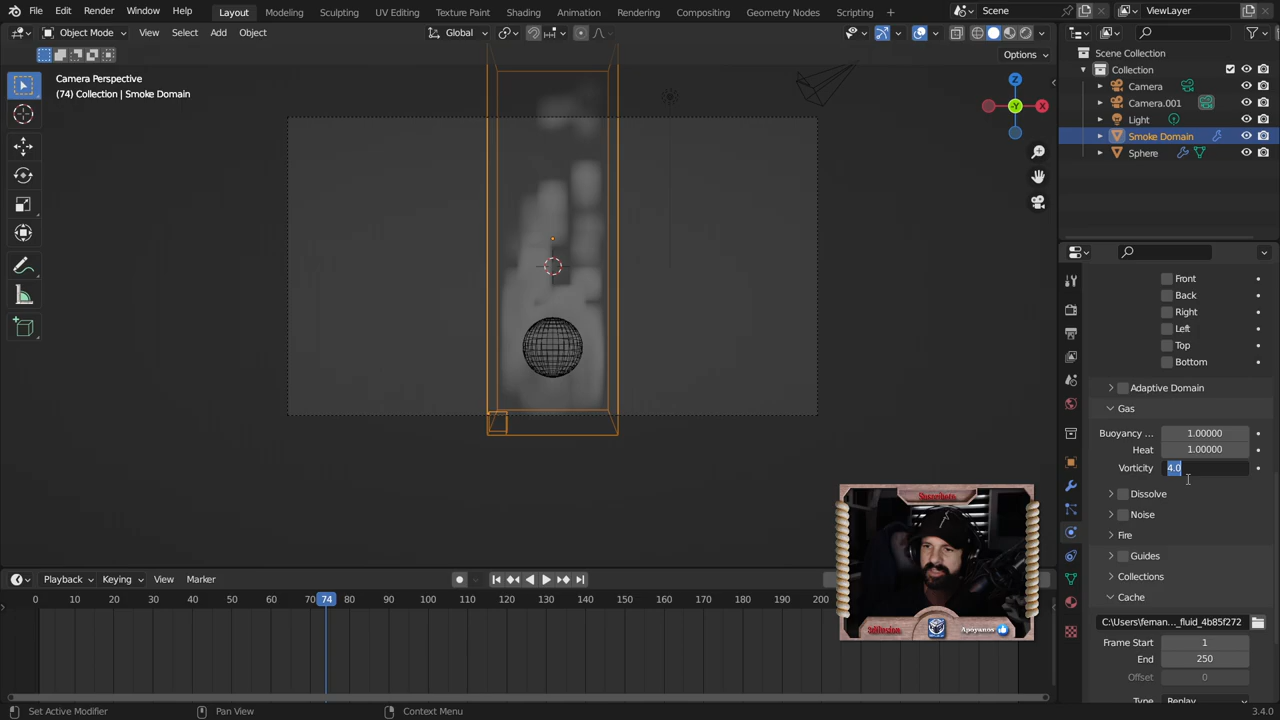 File Edit Render Window Help Layout Modeling Sculpting UV Editing Texture Paint Shading Animation Rendering Compositing Geometry Nodes Scripting Scene ViewLayer
Object Mode View Select Add Object Global
Options
Camera Perspective
(74) Collection | Smoke Domain
Z
X
-Y
Scene Collection
Collection
Camera
Camera.001
Light
Smoke Domain
Sphere
Front
Back
Right
Left
Top
Bottom
Adaptive Domain
Gas
Buoyancy ... 1.00000
Heat 1.00000
Vorticity 4.0
Dissolve
Noise
Fire
Guides
Collections
Cache
C:\Users\feman..._fluid_4b85f272
Frame Start 1
End 250
Offset 0
Type Replay
Suscribete
Apoyanos
Playback Keying View Marker
0 10 20 30 40 50 60 70 74 80 90 100 110 120 130 140 150 160 170 180 190 200
Set Active Modifier Pan View Context Menu 3.4.0